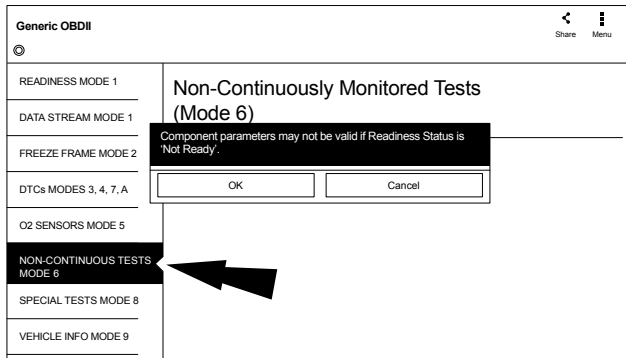 Generic OBDII
Share
Menu
READINESS MODE 1
DATA STREAM MODE 1
FREEZE FRAME MODE 2
DTCs MODES 3, 4, 7, A
O2 SENSORS MODE 5
NON-CONTINUOUS TESTS
MODE 6
SPECIAL TESTS MODE 8
VEHICLE INFO MODE 9
Non-Continuously Monitored Tests
(Mode 6)
Component parameters may not be valid if Readiness Status is
‘Not Ready’.
OK
Cancel